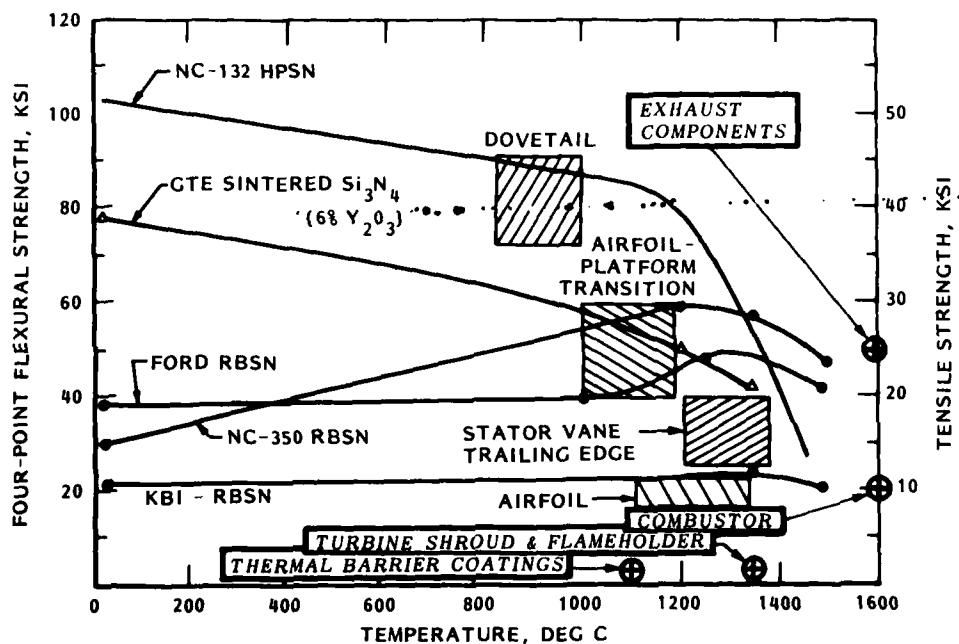 120
100
80
60
40
20
0
FOUR-POINT FLEXURAL STRENGTH, KSI
NC-132 HPSN
GTE SINTERED Si₃N₄
(6% Y₂O₃)
FORD RBSN
NC-350 RBSN
KBI - RBSN
DOVETAIL
AIRFOIL-
PLATFORM
TRANSITION
STATOR VANE
TRAILING EDGE
AIRFOIL
EXHAUST
COMPONENTS
COMBUSTOR
TURBINE SHROUD & FLAMEHOLDER
THERMAL BARRIER COATINGS
50
40
30
20
10
TENSILE STRENGTH, KSI
0 200 400 600 800 1000 1200 1400 1600
TEMPERATURE, DEG C